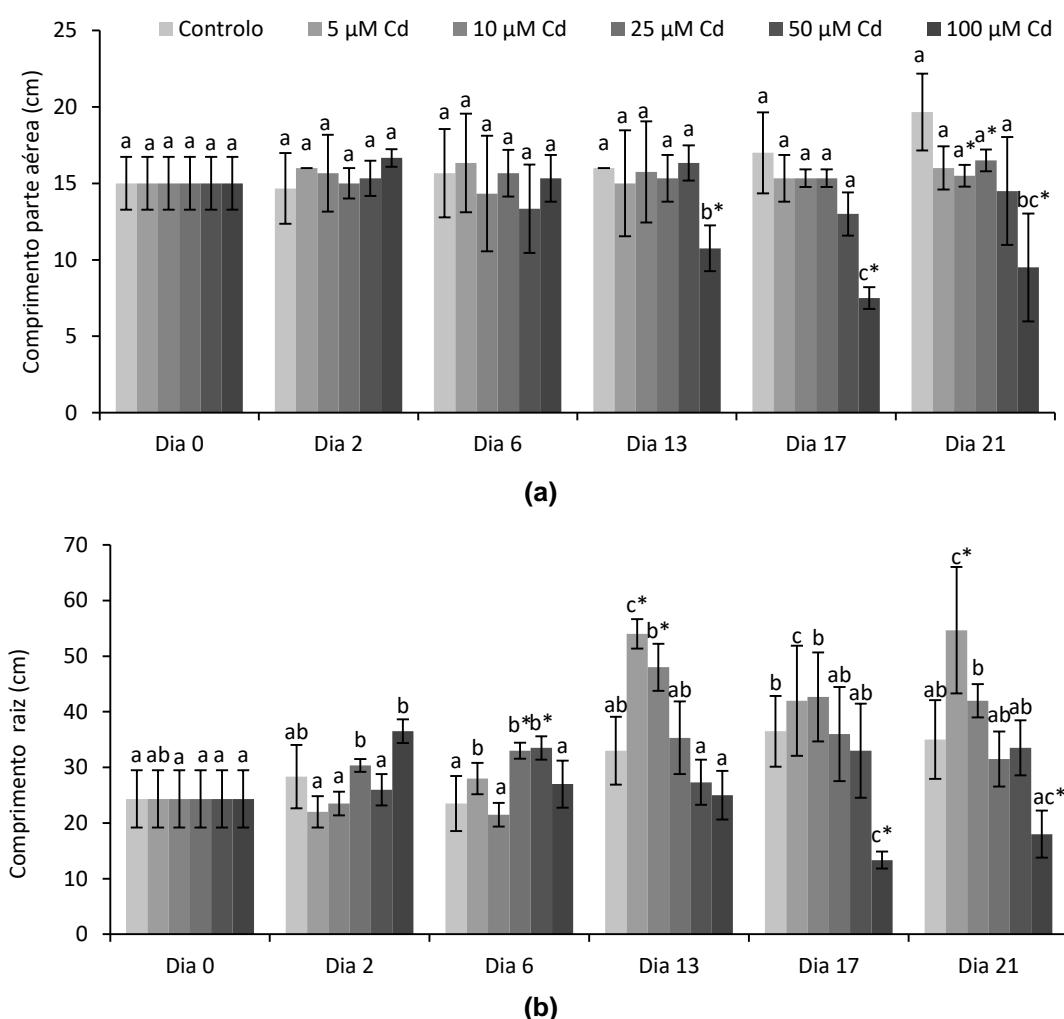 Controlo 5 µM Cd 10 µM Cd 25 µM Cd 50 µM Cd 100 µM Cd
Comprimento parte aérea (cm)
25
20
15
10
5
0
a a a a a a
a a a a a a
a a a a a a
a a a a a b*
a a a a a c*
a a a* a* a bc*
Dia 0 Dia 2 Dia 6 Dia 13 Dia 17 Dia 21
(a)
Comprimento raiz (cm)
70
60
50
40
30
20
10
0
a ab a a a a
ab a a b a b
a b a b* b* a
ab c* b* ab a a
b c b ab ab c*
ab c* b ab ab ac*
Dia 0 Dia 2 Dia 6 Dia 13 Dia 17 Dia 21
(b)